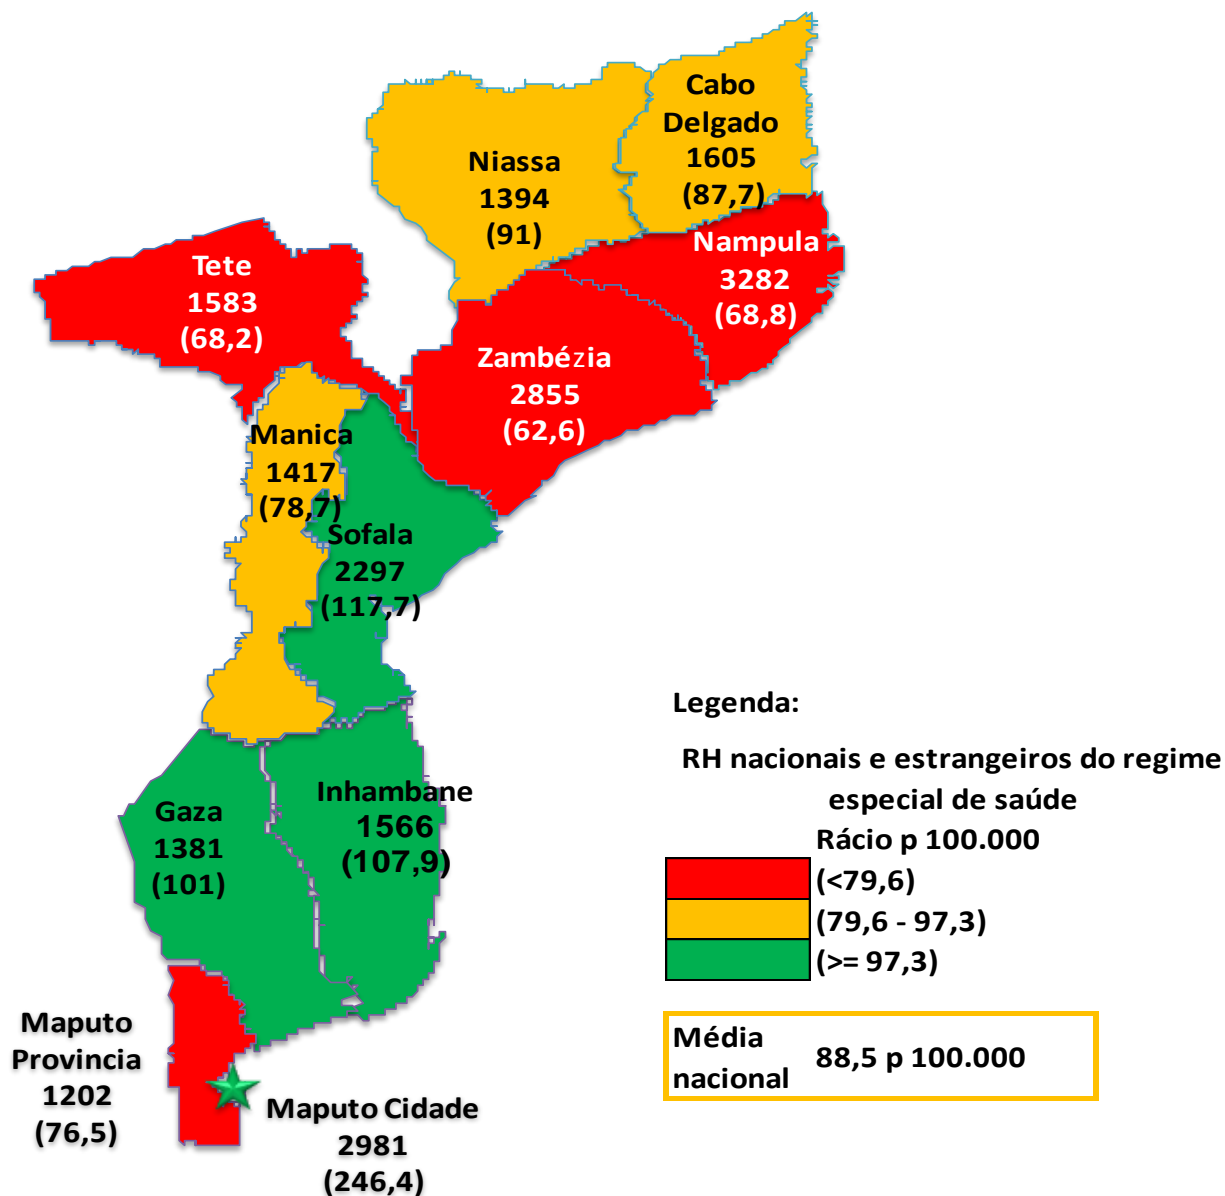 Cabo
Delgado
1605
(87,7)
Niassa
1394
(91)
Nampula
3282
(68,8)
Tete
1583
(68,2)
Zambézia
2855
(62,6)
Manica
1417
(78,7)
Sofala
2297
(117,7)
Inhambane
1566
(107,9)
Gaza
1381
(101)
Maputo
Provincia
1202
(76,5)
Maputo Cidade
2981
(246,4)
Legenda:
RH nacionais e estrangeiros do regime
especial de saúde
Rácio p 100.000
(<79,6)
(79,6 - 97,3)
(>= 97,3)
Média
nacional
88,5 p 100.000